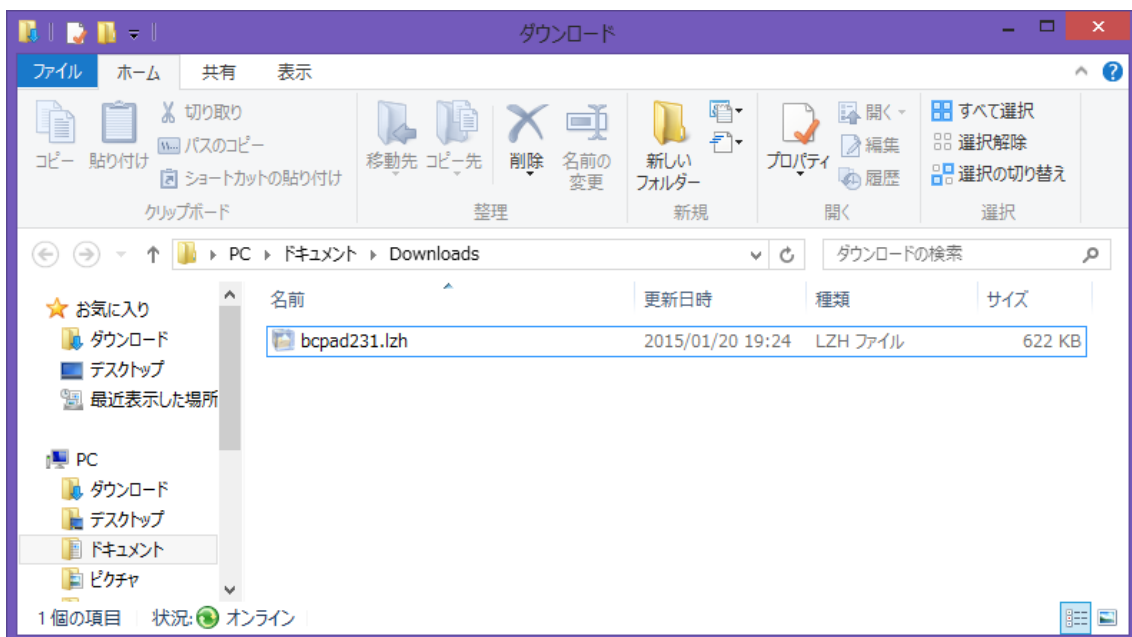 ダウンロード
ファイル ホーム 共有 表示
コピー
貼り付け
切り取り
パスのコピー
ショートカットの貼り付け
クリップボード
移動先
コピー先
削除
名前の
変更
整理
新しい
フォルダー
新規
プロパティ
開く
編集
履歴
開く
すべて選択
選択解除
選択の切り替え
選択
PC ドキュメント Downloads
ダウンロードの検索
お気に入り
ダウンロード
デスクトップ
最近表示した場所
PC
ダウンロード
デスクトップ
ドキュメント
ピクチャ
名前 更新日時 種類 サイズ
bcpad231.lzh 2015/01/20 19:24 LZH ファイル 622 KB
1 個の項目 状況: オンライン